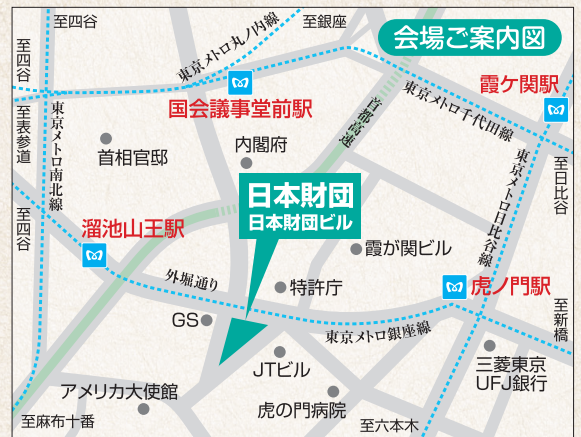 至四谷
至銀座
会場ご案内図
至四谷
東京メトロ丸ノ内線
霞ケ関駅
国会議事堂前駅
首都高速
東京メトロ千代田線
至表参道
東京メトロ南北線
首相官邸
内閣府
東京メトロ日比谷線
至日比谷
日本財団
日本財団ビル
至四谷
溜池山王駅
霞が関ビル
外堀通り
特許庁
虎ノ門駅
至新橋
GS
東京メトロ銀座線
JTビル
三菱東京
UFJ銀行
アメリカ大使館
虎の門病院
至麻布十番
至六本木